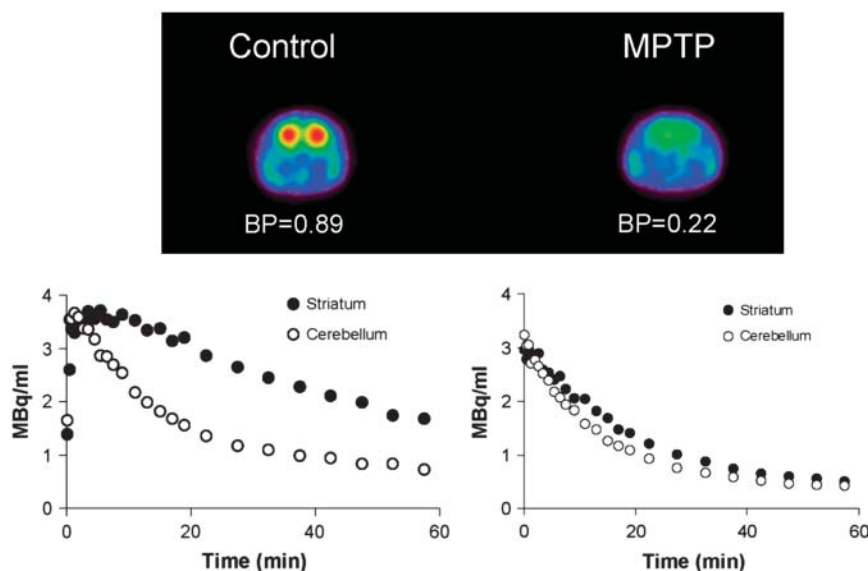 Control MPTP
BP=0.89 BP=0.22
4
3
2
1
0
MBq/ml
Striatum
Cerebellum
0 20 40 60
Time (min)
4
3
2
1
0
MBq/ml
Striatum
Cerebellum
0 20 40 60
Time (min)